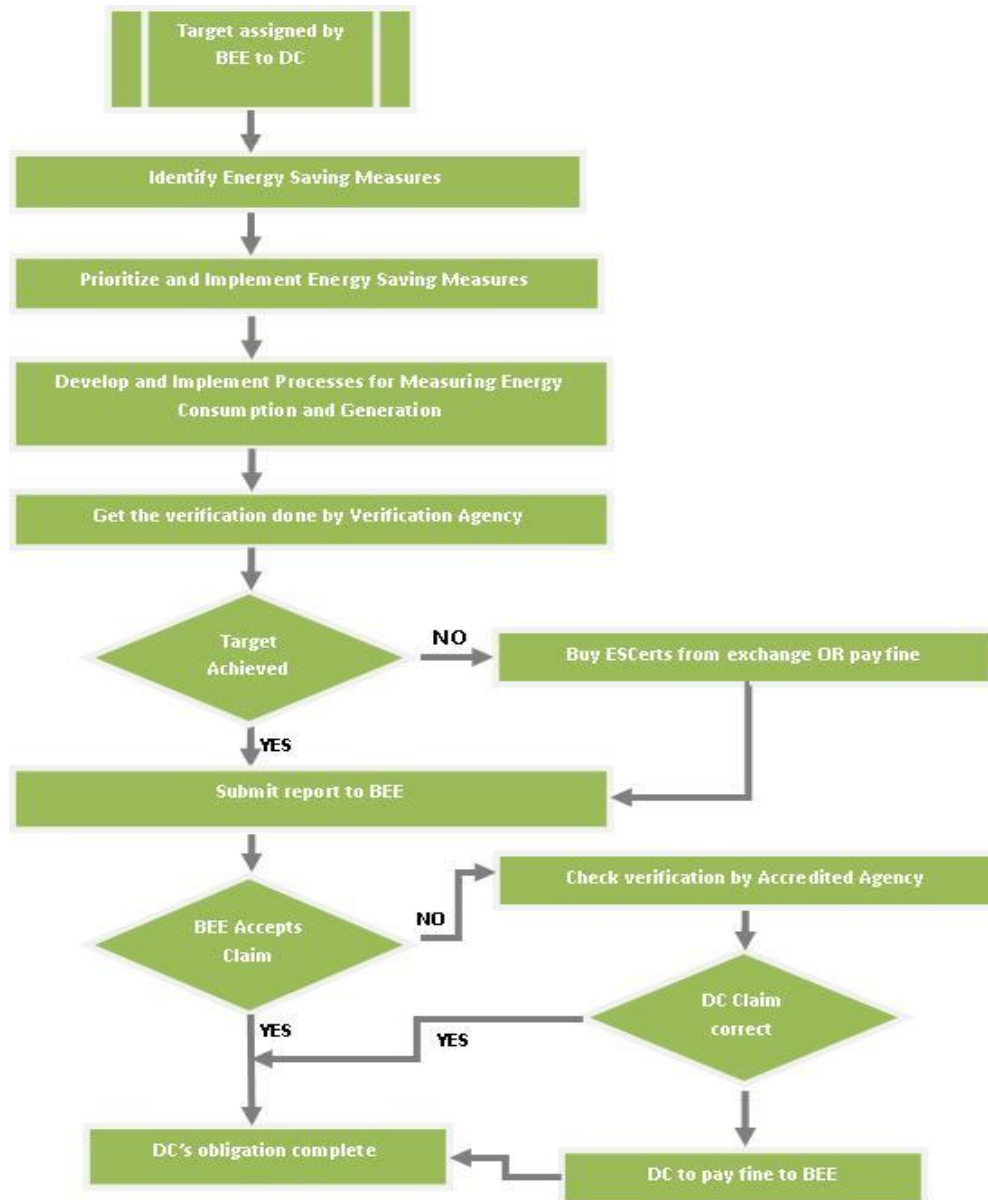 Target assigned by
BEE to DC
Identify Energy Saving Measures
Prioritize and Implement Energy Saving Measures
Develop and Implement Processes for Measuring Energy
Consumption and Generation
Get the verification done by Verification Agency
Target
Achieved
NO
Buy ESCerts from exchange OR pay fine
YES
Submit report to BEE
BEE Accepts
Claim
NO
Check verification by Accredited Agency
DC Claim
correct
YES
YES
DC's obligation complete
DC to pay fine to BEE